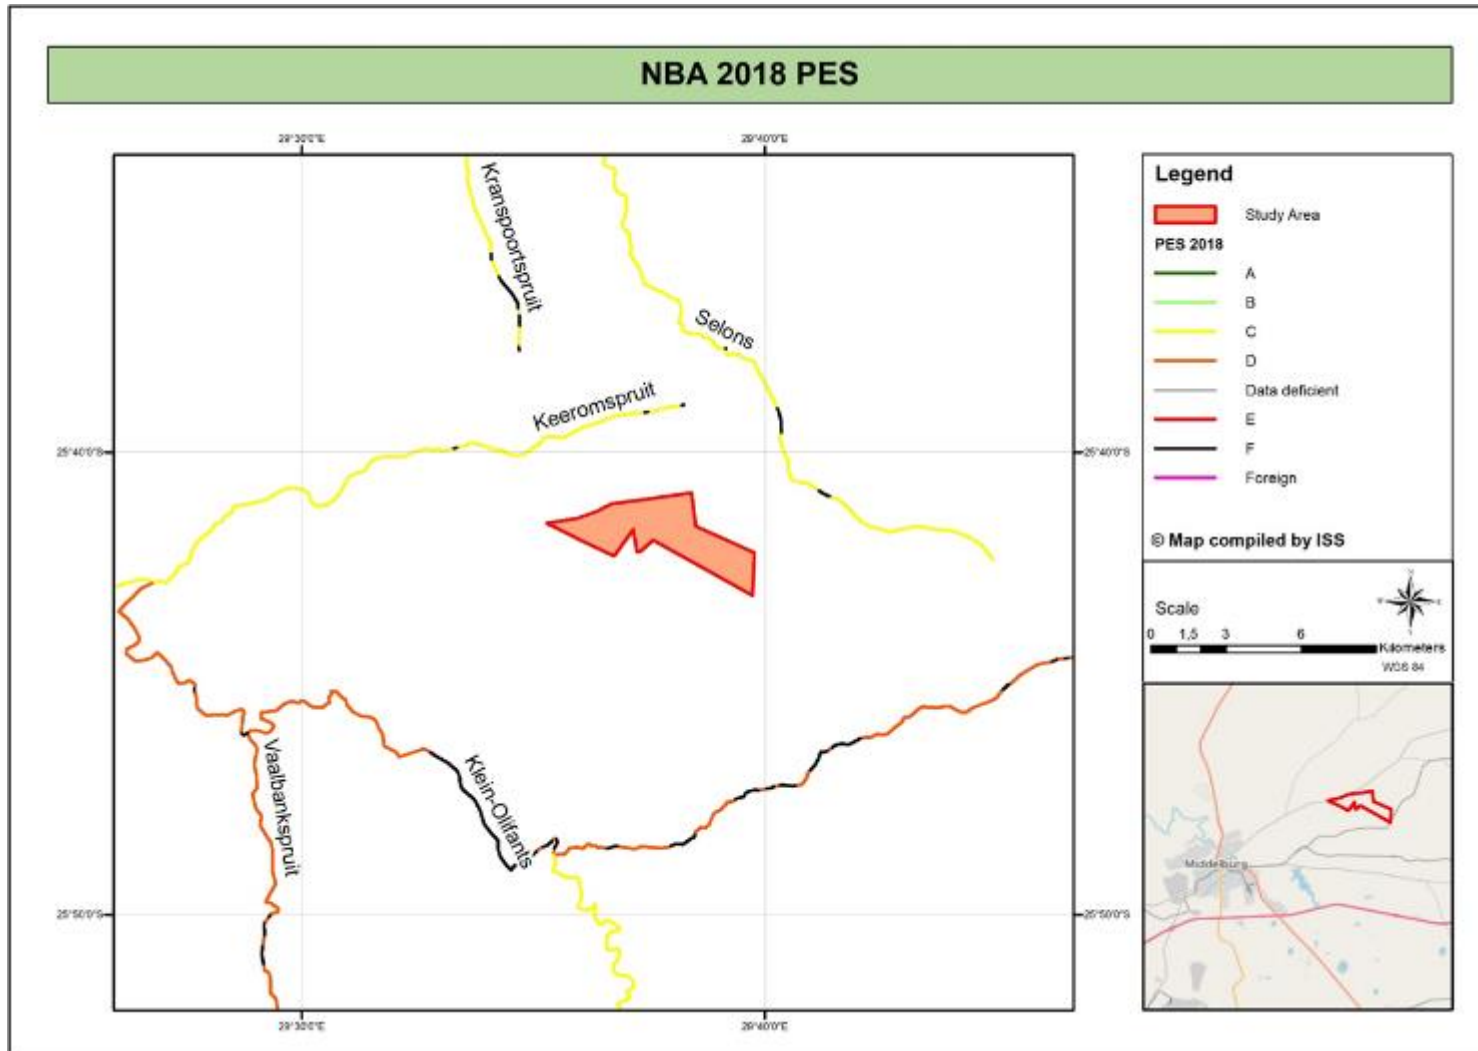 NBA 2018 PES
29°30'0"E
29°40'0"E
Kranspoortspruit
Selons
Keeromspruit
25°40'0"S
25°40'0"S
Vaalbankspruit
Klein-Olifants
25°50'0"S
25°50'0"S
29°30'0"E
29°40'0"E
Legend
Study Area
PES 2018
A
B
C
D
Data deficient
E
F
Foreign
© Map compiled by ISS
Scale
N
W
E
S
0 1,5 3 6
Kilometers
WGS 84
Middelburg